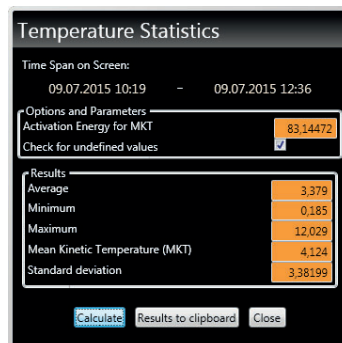 Temperature Statistics
Time Span on Screen:
09.07.2015 10:19 – 09.07.2015 12:36
Options and Parameters
Activation Energy for MKT 83,14472
Check for undefined values
Results
Average 3,379
Minimum 0,185
Maximum 12,029
Mean Kinetic Temperature (MKT) 4,124
Standard deviation 3,38199
Calculate Results to clipboard Close